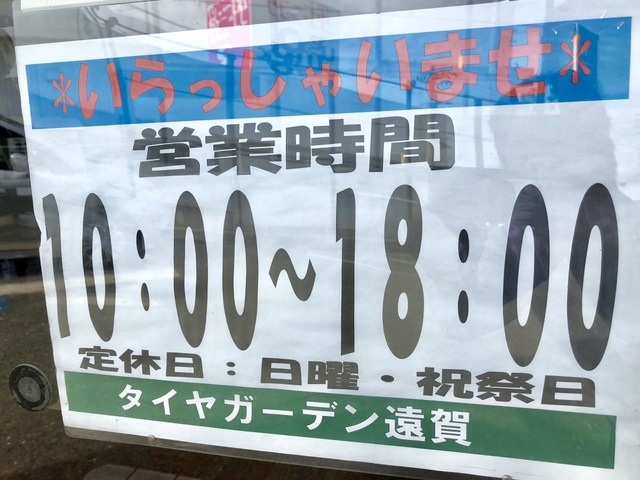 *いらっしゃいませ*
営業時間
10:00~18:00
定休日:日曜・祝祭日
タイヤガーデン遠賀